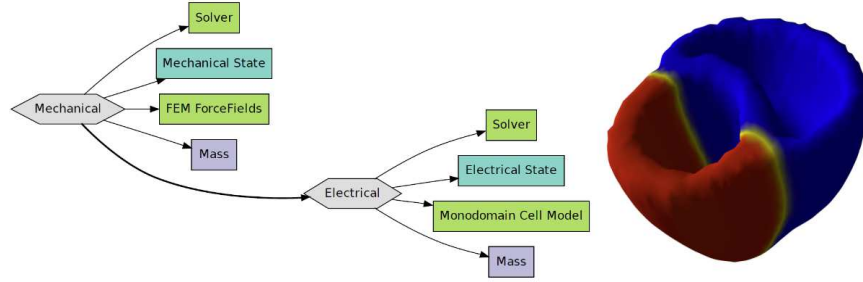 Solver
Mechanical State
Mechanical
FEM ForceFields
Mass
Solver
Electrical State
Electrical
Monodomain Cell Model
Mass